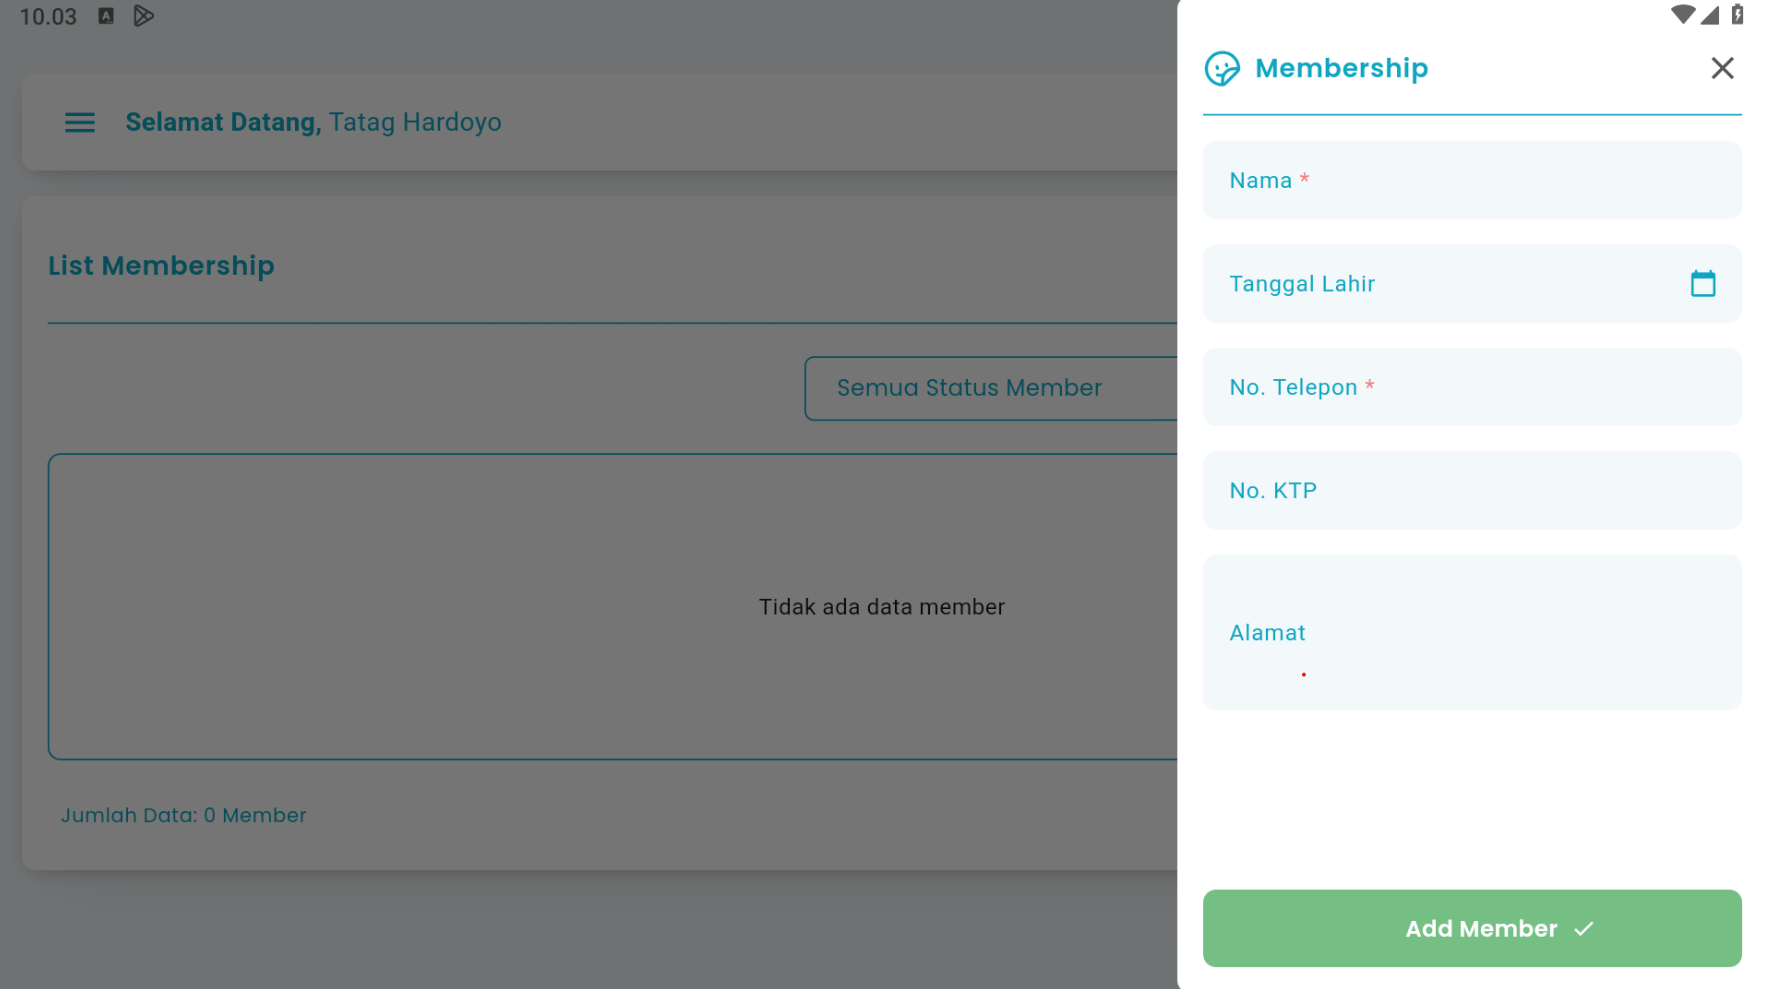 10.03
Selamat Datang, Tatag Hardoyo
List Membership
Semua Status Member
Tidak ada data member
Jumlah Data: 0 Member
Membership
Nama *
Tanggal Lahir
No. Telepon *
No. KTP
Alamat
Add Member